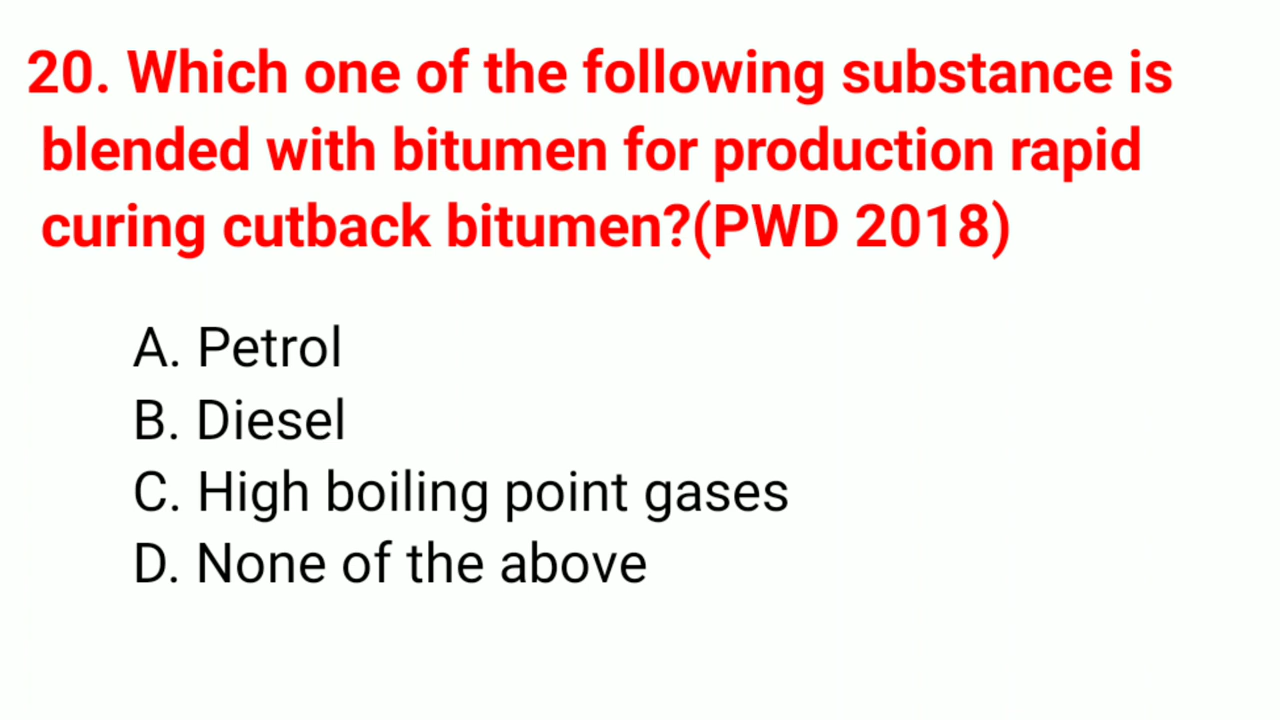 20. Which one of the following substance is
blended with bitumen for production rapid
curing cutback bitumen?(PWD 2018)
A. Petrol
B. Diesel
C. High boiling point gases
D. None of the above